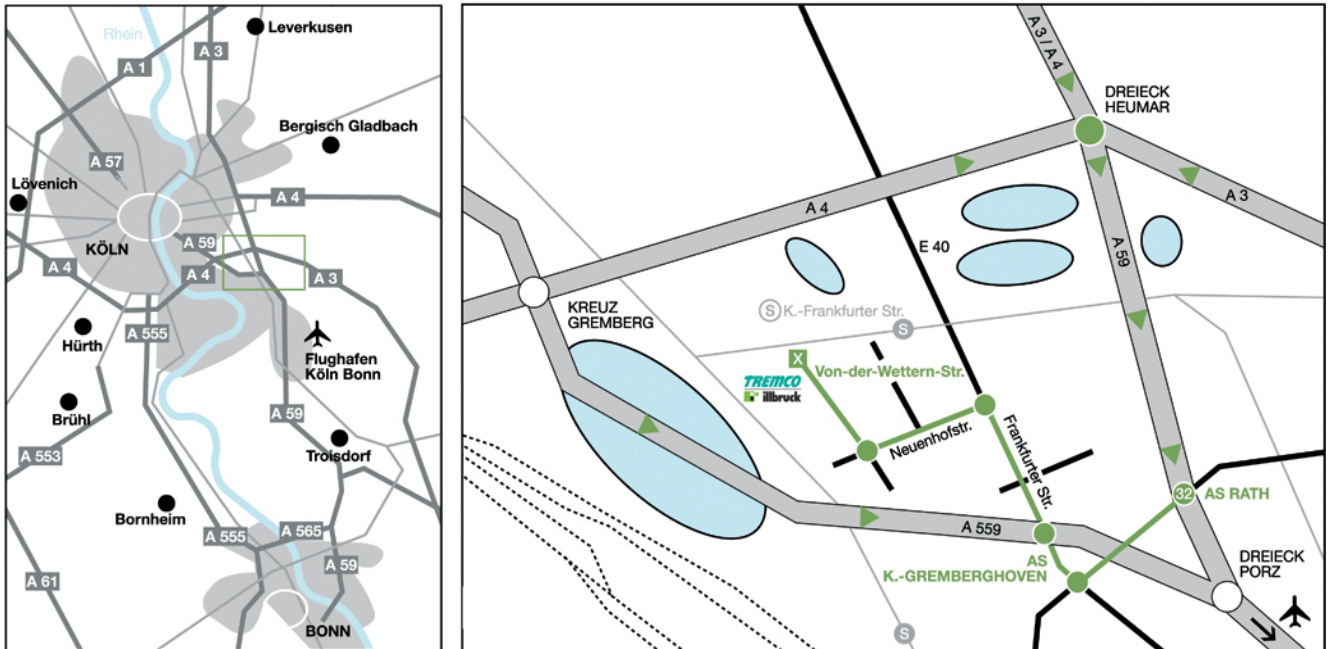 Rhein
Leverkusen
A 3
A 1
Bergisch Gladbach
A 57
Lövenich
A 4
KÖLN
A 59
A 4
A 4
A 3
A 555
Hürth
Flughafen
Köln Bonn
Brühl
A 59
A 553
Troisdorf
Bornheim
A 555
A 565
A 59
A 61
BONN
A 3 / A 4
DREIECK
HEUMAR
A 4
A 3
E 40
A 59
KREUZ
GREMBERG
S K.-Frankfurter Str.
S
X
Von-der-Wettern-Str.
TREMCO
illbruck
Neuenhofstr.
Frankfurter Str.
32 AS RATH
A 559
AS
K.-GREMBERGHOVEN
DREIECK
PORZ
S